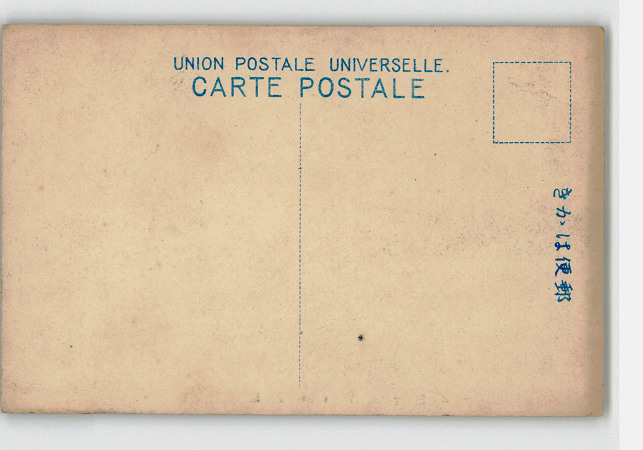 UNION POSTALE UNIVERSELLE.
CARTE POSTALE
きかは便郵